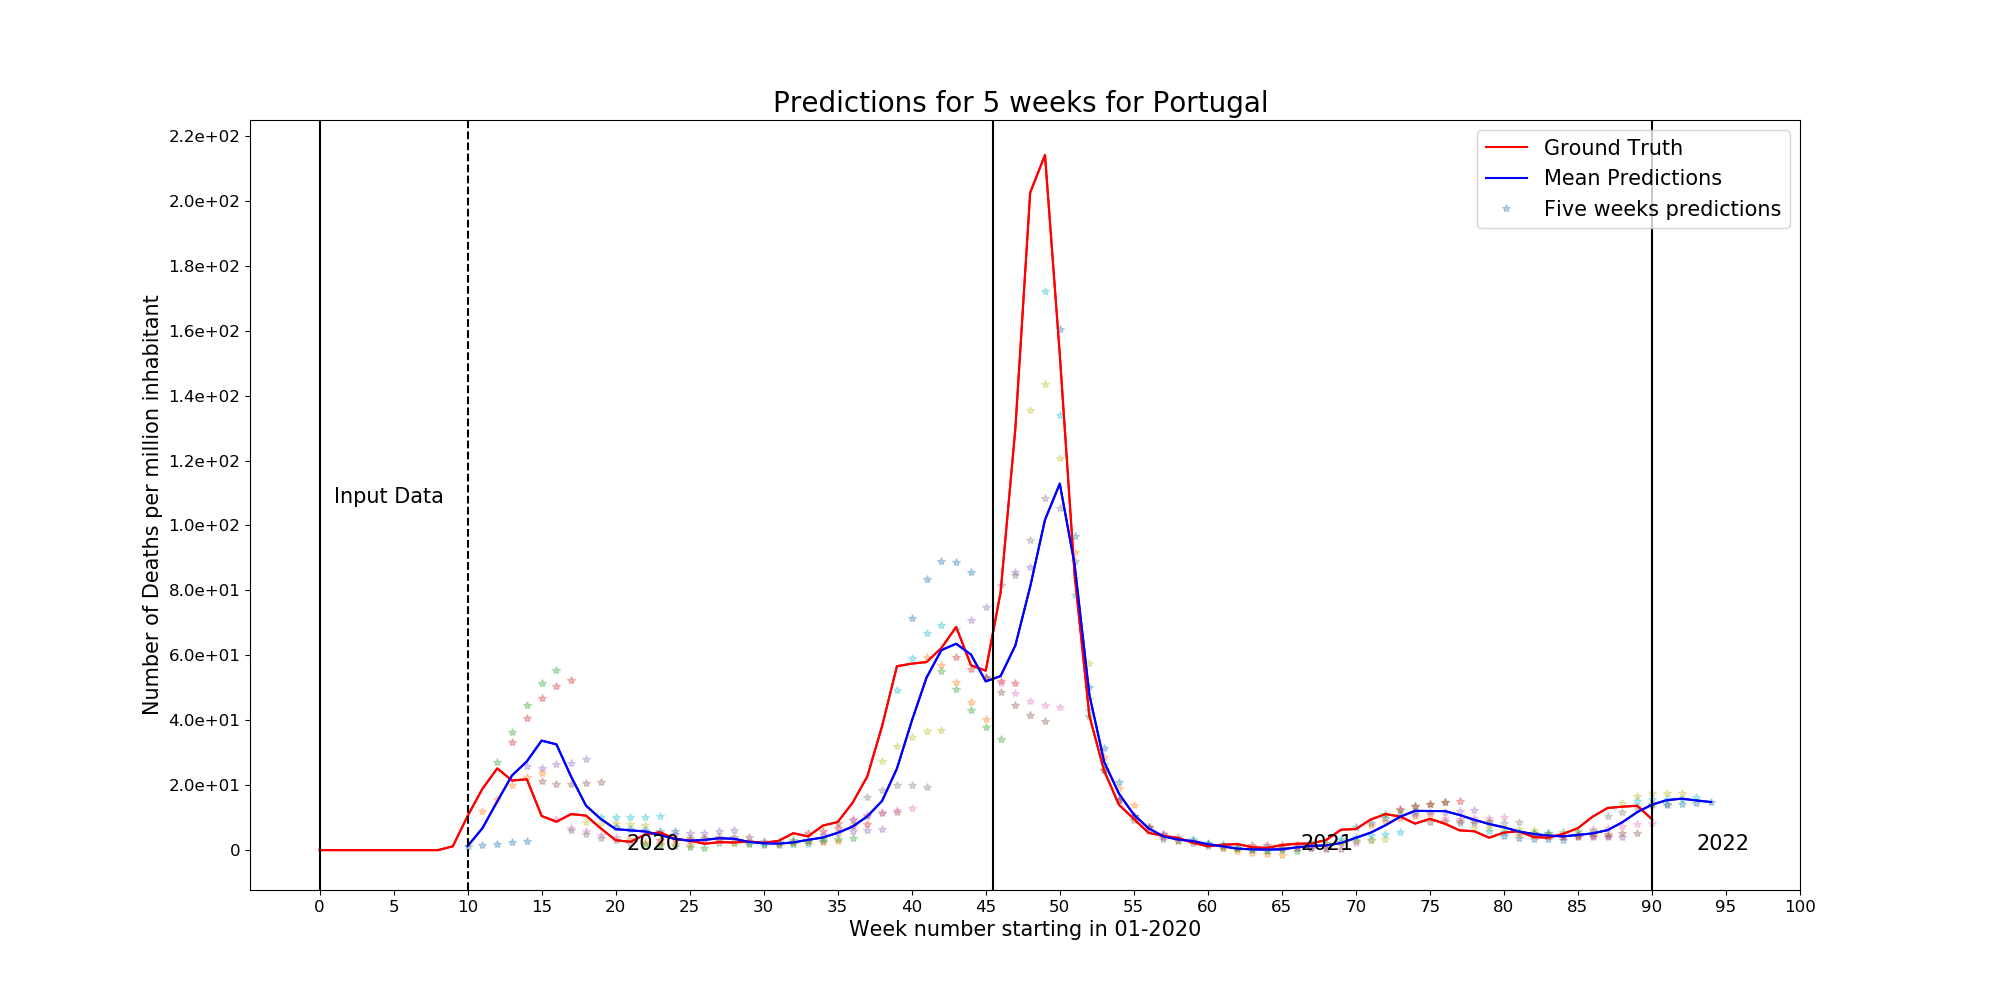 Predictions for 5 weeks for Portugal
2.2e+02
2.0e+02
1.8e+02
1.6e+02
1.4e+02
1.2e+02
1.0e+02
8.0e+01
6.0e+01
4.0e+01
2.0e+01
0
Number of Deaths per million inhabitant
Ground Truth
Mean Predictions
Five weeks predictions
Input Data
2020
2021
2022
0 5 10 15 20 25 30 35 40 45 50 55 60 65 70 75 80 85 90 95 100
Week number starting in 01-2020